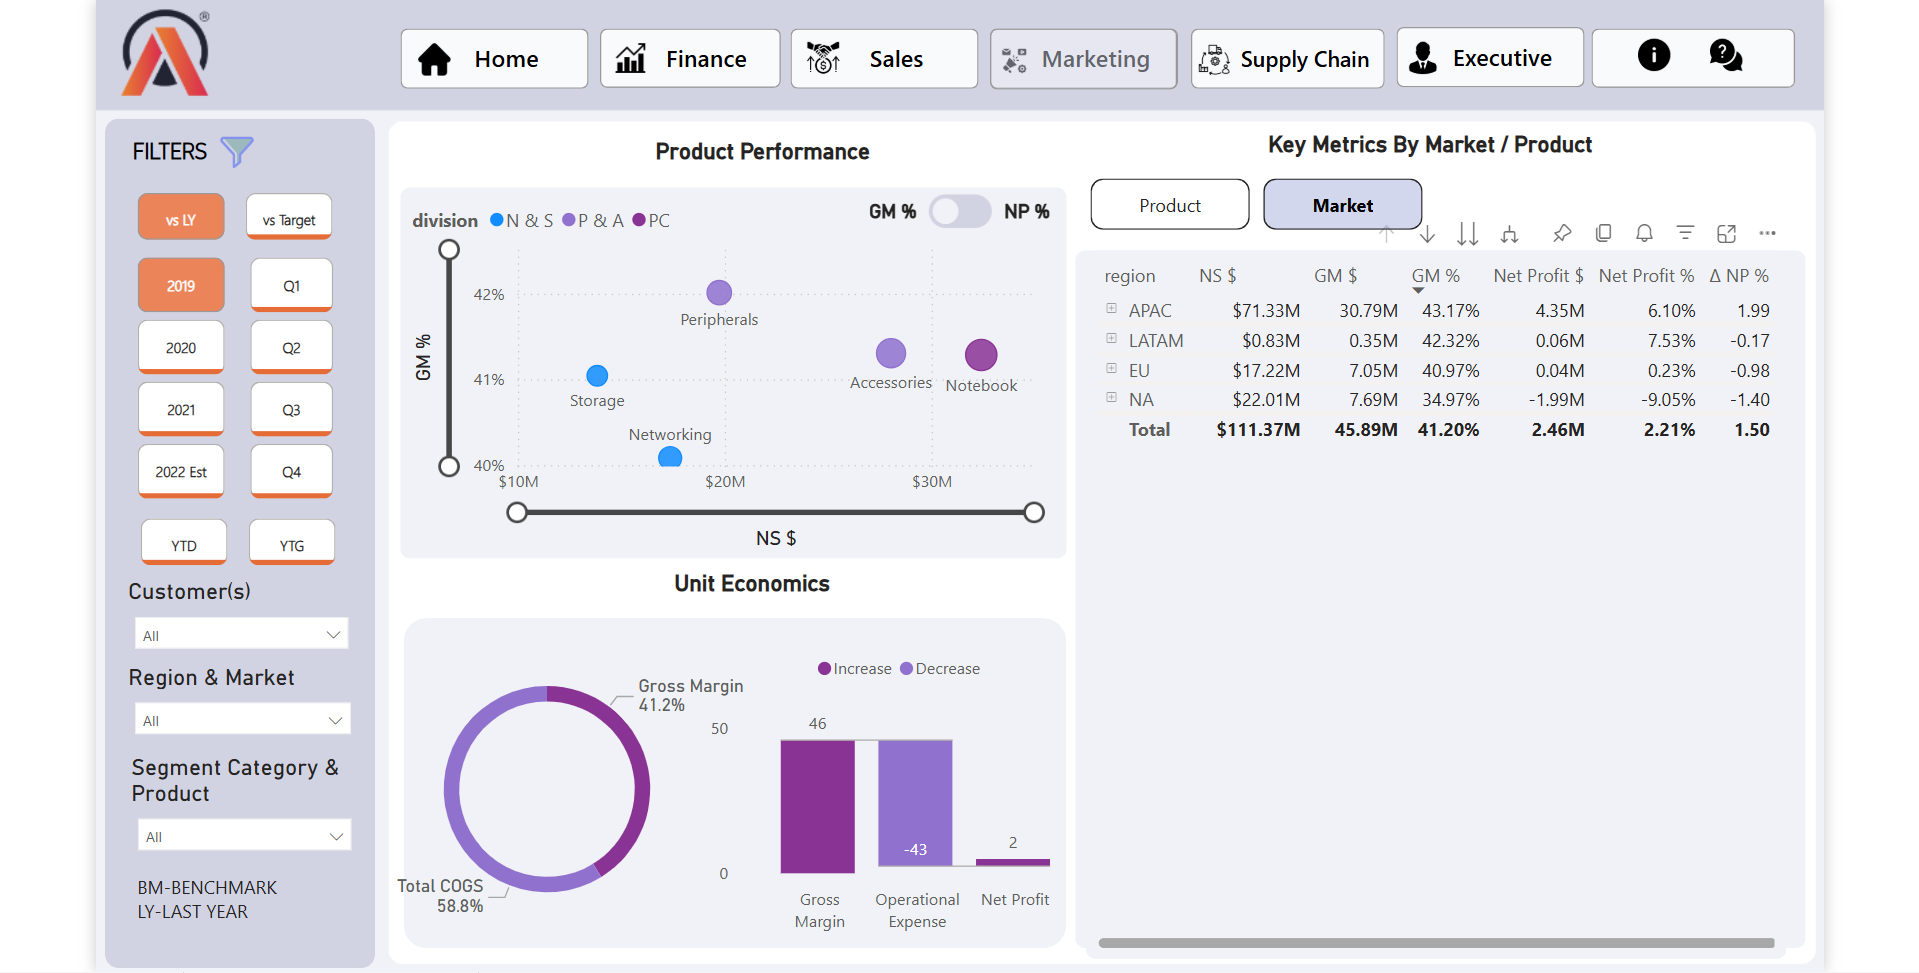 ®
Home
Finance
Sales
Marketing
Supply Chain
Executive
FILTERS
vs LY
vs Target
2019
Q1
2020
Q2
2021
Q3
2022 Est
Q4
YTD
YTG
Customer(s)
All
Region & Market
All
Segment Category &
Product
All
BM-BENCHMARK
LY-LAST YEAR
Product Performance
division N & S P & A PC
GM % NP %
42%
41%
40%
GM %
Peripherals
Accessories
Notebook
Storage
Networking
$10M $20M $30M
NS $
Unit Economics
Gross Margin
41.2%
Total COGS
58.8%
Increase Decrease
50
0
46
-43
2
Gross
Margin
Operational
Expense
Net Profit
Key Metrics By Market / Product
Product
Market
region NS $ GM $ GM % Net Profit $ Net Profit % Δ NP %
APAC $71.33M 30.79M 43.17% 4.35M 6.10% 1.99
LATAM $0.83M 0.35M 42.32% 0.06M 7.53% -0.17
EU $17.22M 7.05M 40.97% 0.04M 0.23% -0.98
NA $22.01M 7.69M 34.97% -1.99M -9.05% -1.40
Total $111.37M 45.89M 41.20% 2.46M 2.21% 1.50